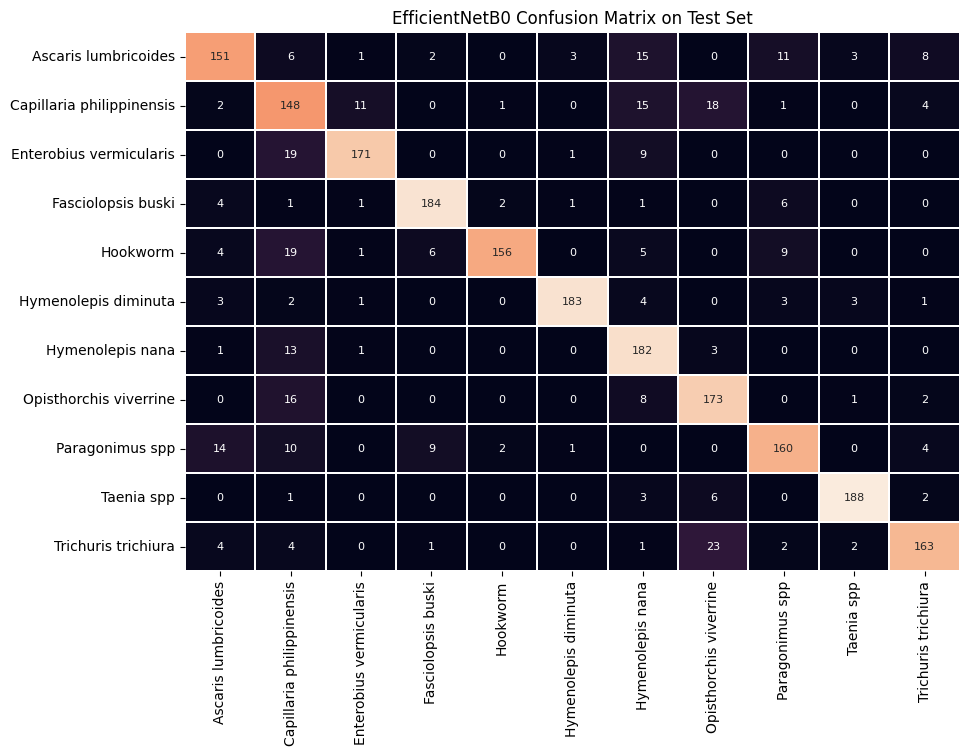 EfficientNetB0 Confusion Matrix on Test Set
Ascaris lumbricoides 151 6 1 2 0 3 15 0 11 3 8
Capillaria philippinensis 2 148 11 0 1 0 15 18 1 0 4
Enterobius vermicularis 0 19 171 0 0 1 9 0 0 0 0
Fasciolopsis buski 4 1 1 184 2 1 1 0 6 0 0
Hookworm 4 19 1 6 156 0 5 0 9 0 0
Hymenolepis diminuta 3 2 1 0 0 183 4 0 3 3 1
Hymenolepis nana 1 13 1 0 0 0 182 3 0 0 0
Opisthorchis viverrine 0 16 0 0 0 0 8 173 0 1 2
Paragonimus spp 14 10 0 9 2 1 0 0 160 0 4
Taenia spp 0 1 0 0 0 0 3 6 0 188 2
Trichuris trichiura 4 4 0 1 0 0 1 23 2 2 163
Ascaris lumbricoides
Capillaria philippinensis
Enterobius vermicularis
Fasciolopsis buski
Hookworm
Hymenolepis diminuta
Hymenolepis nana
Opisthorchis viverrine
Paragonimus spp
Taenia spp
Trichuris trichiura